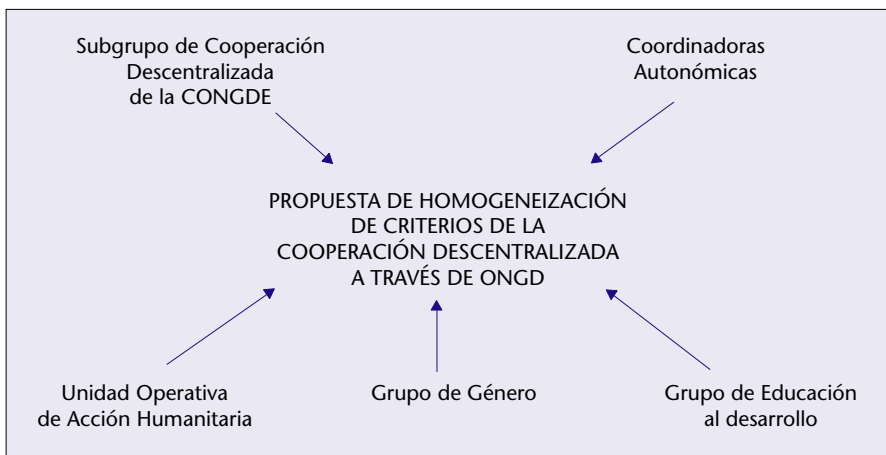 Subgrupo de Cooperación
Descentralizada
de la CONGDE
Coordinadoras
Autonómicas
PROPUESTA DE HOMOGENEIZACIÓN
DE CRITERIOS DE LA
COOPERACIÓN DESCENTRALIZADA
A TRAVÉS DE ONGD
Unidad Operativa
de Acción Humanitaria
Grupo de Género
Grupo de Educación
al desarrollo